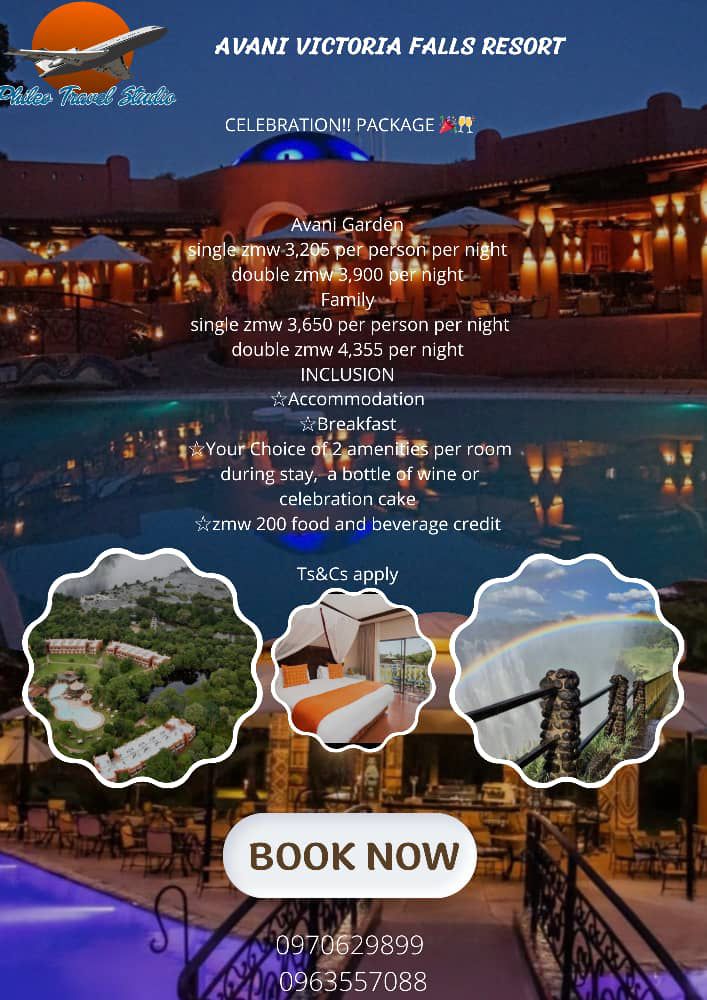 Phileo Travel Studio
AVANI VICTORIA FALLS RESORT
CELEBRATION!! PACKAGE 🎉🥂
Avani Garden
single zmw 3,205 per person per night
double zmw 3,900 per night
Family
single zmw 3,650 per person per night
double zmw 4,355 per night
INCLUSION
☆Accommodation
☆Breakfast
☆Your Choice of 2 amenities per room
during stay, a bottle of wine or
celebration cake
☆zmw 200 food and beverage credit
Ts&Cs apply
BOOK NOW
0970629899
0963557088